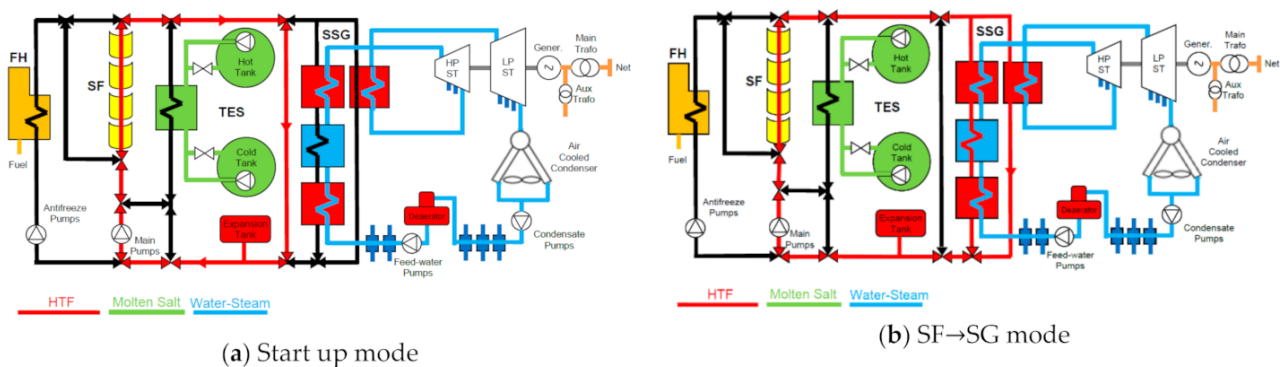 FH
Fuel
SF
Antifreeze
Pumps
Main
Pumps
Hot
Tank
TES
Cold
Tank
Expansion
Tank
SSG
HP
ST
LP
ST
Gener.
Main
Trafo
Net
Aux
Trafo
Air
Cooled
Condenser
Deaerator
Condensate
Pumps
Feed-water
Pumps
HTF
Molten Salt
Water-Steam
(a) Start up mode
FH
Fuel
SF
Antifreeze
Pumps
Main
Pumps
Hot
Tank
TES
Cold
Tank
Expansion
Tank
SSG
HP
ST
LP
ST
Gener.
Main
Trafo
Net
Aux
Trafo
Air
Cooled
Condenser
Deaerator
Condensate
Pumps
Feed-water
Pumps
HTF
Molten Salt
Water-Steam
(b) SF→SG mode